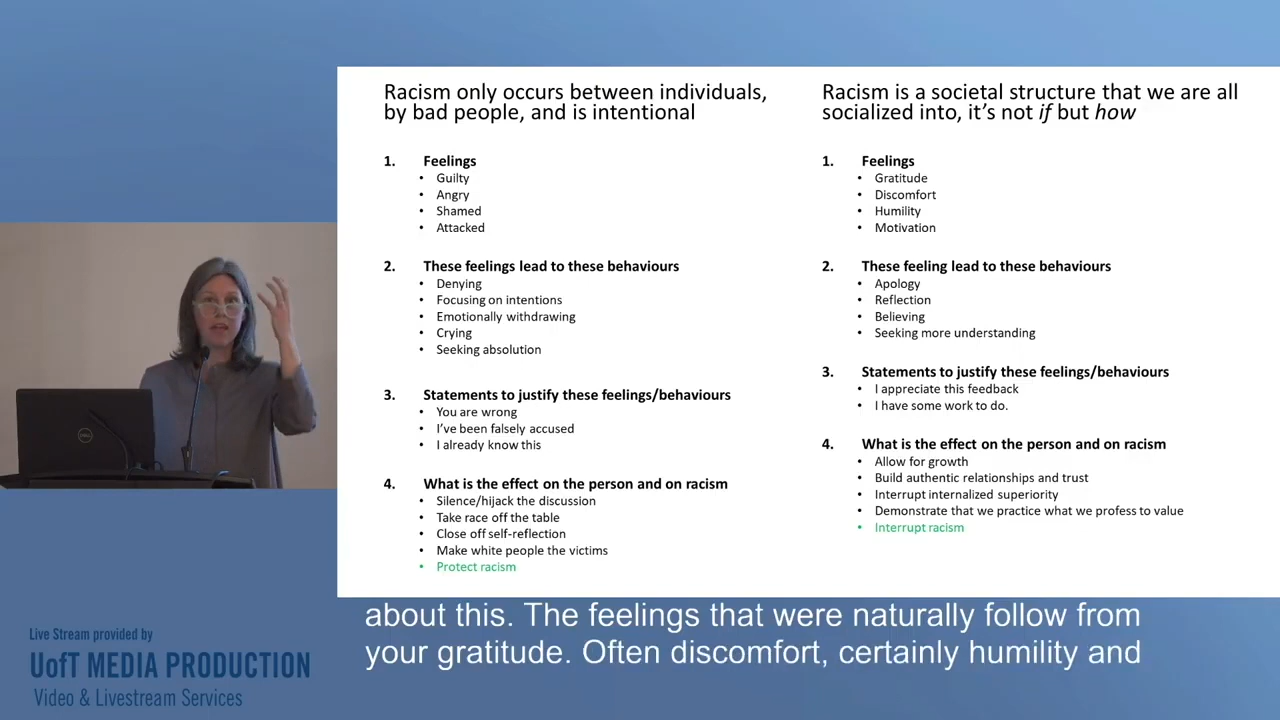 Racism only occurs between individuals,
by bad people, and is intentional
1. Feelings
• Guilty
• Angry
• Shamed
• Attacked
2. These feelings lead to these behaviours
• Denying
• Focusing on intentions
• Emotionally withdrawing
• Crying
• Seeking absolution
3. Statements to justify these feelings/behaviours
• You are wrong
• I've been falsely accused
• I already know this
4. What is the effect on the person and on racism
• Silence/hijack the discussion
• Take race off the table
• Close off self-reflection
• Make white people the victims
• Protect racism
Racism is a societal structure that we are all
socialized into, it's not if but how
1. Feelings
• Gratitude
• Discomfort
• Humility
• Motivation
2. These feeling lead to these behaviours
• Apology
• Reflection
• Believing
• Seeking more understanding
3. Statements to justify these feelings/behaviours
• I appreciate this feedback
• I have some work to do.
4. What is the effect on the person and on racism
• Allow for growth
• Build authentic relationships and trust
• Interrupt internalized superiority
• Demonstrate that we practice what we profess to value
• Interrupt racism
about this. The feelings that were naturally follow from
your gratitude. Often discomfort, certainly humility and
Live Stream provided by
UofT MEDIA PRODUCTION
Video & Livestream Services
DELL